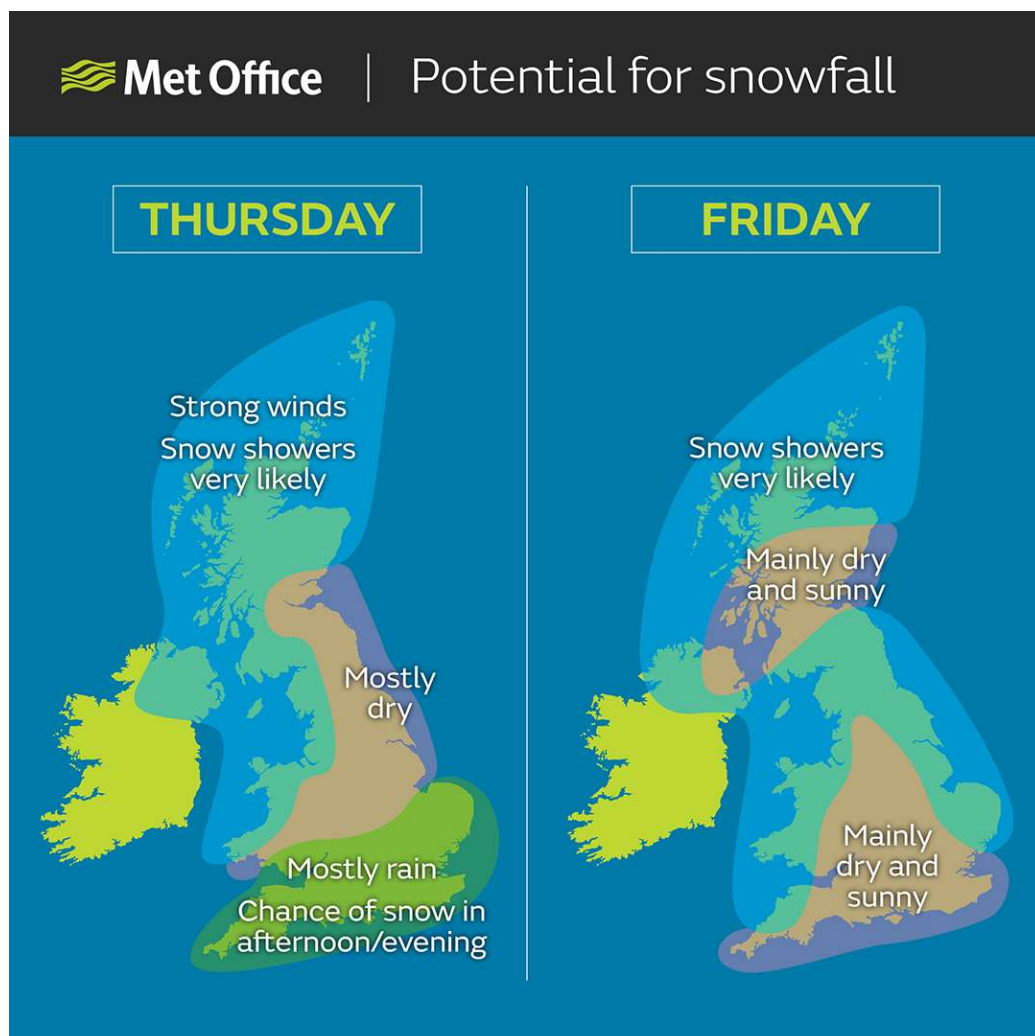 Met Office | Potential for snowfall
THURSDAY
Strong winds
Snow showers
very likely
Mostly
dry
Mostly rain
Chance of snow in
afternoon/evening
FRIDAY
Snow showers
very likely
Mainly dry
and sunny
Mainly
dry and
sunny